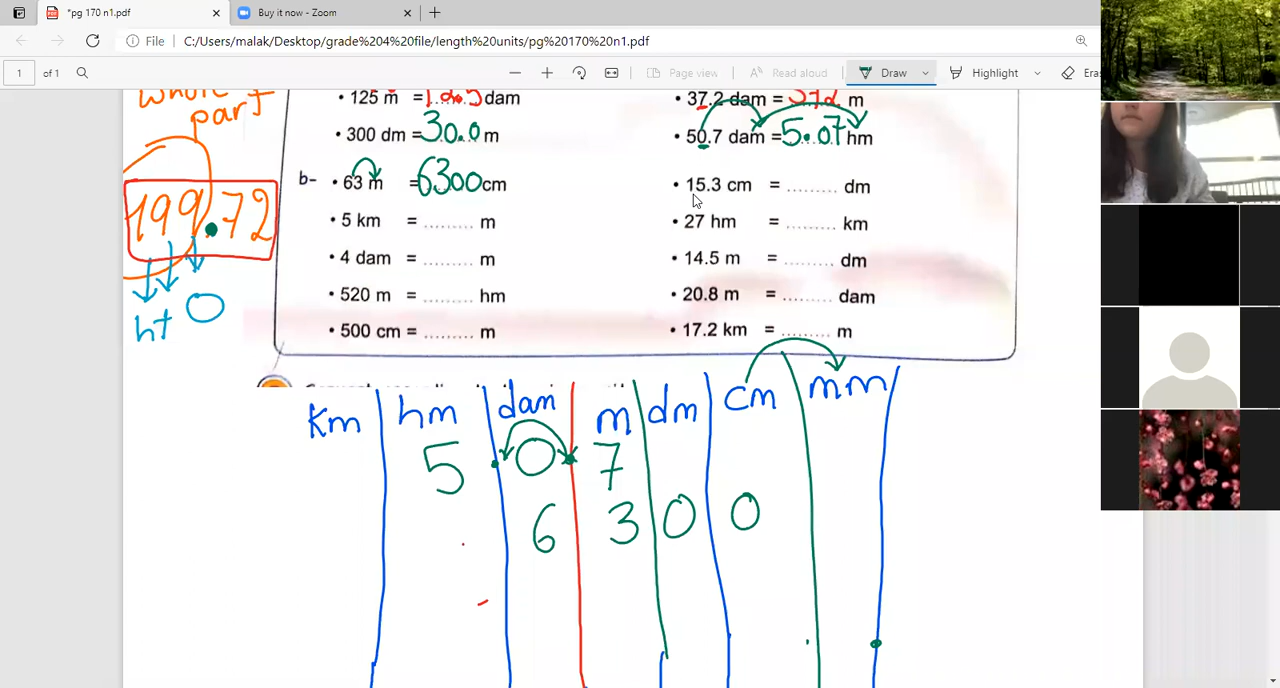 *pg 170 n1.pdf
Buy it now - Zoom
File C:/Users/malak/Desktop/grade%204%20file/length%20units/pg%20170%20n1.pdf
1 of 1
Page view
Read aloud
Draw
Highlight
whole part
199.72
h t O
• 125 m = dam
• 300 dm = 30.0 m
b- • 63 m = 6300 cm
• 5 km = ......... m
• 4 dam = ......... m
• 520 m = ......... hm
• 500 cm = ......... m
• 37.2 dam = 372 m
• 50.7 dam = 5.07 hm
• 15.3 cm = ......... dm
• 27 hm = ......... km
• 14.5 m = ......... dm
• 20.8 m = ......... dam
• 17.2 km = ......... m
Km hm dam m dm cm mm
5 0 7
6 3 0 0